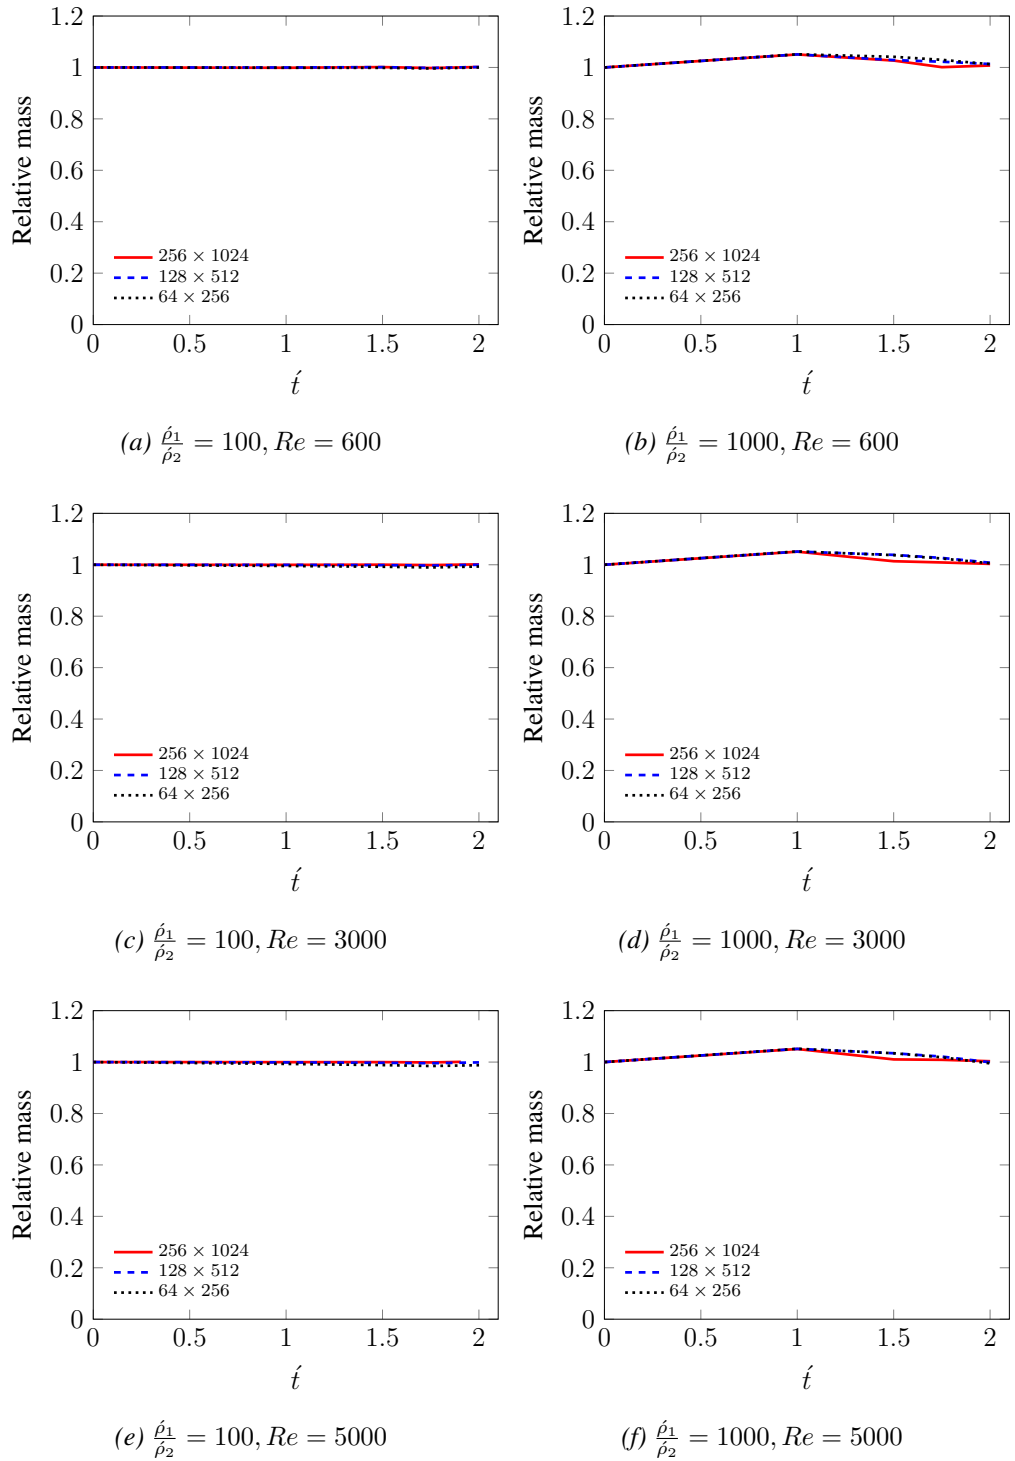 1.2 1.2
1 1
0.8 0.8
0.6 0.6
0.4 0.4
0.2 0.2
0 0
Relative mass Relative mass
256 × 1024 256 × 1024
128 × 512 128 × 512
64 × 256 64 × 256
0 0.5 1 1.5 2 0 0.5 1 1.5 2
t́ t́
(a) ρ́₁/ρ́₂ = 100, Re = 600 (b) ρ́₁/ρ́₂ = 1000, Re = 600
1.2 1.2
1 1
0.8 0.8
0.6 0.6
0.4 0.4
0.2 0.2
0 0
Relative mass Relative mass
256 × 1024 256 × 1024
128 × 512 128 × 512
64 × 256 64 × 256
0 0.5 1 1.5 2 0 0.5 1 1.5 2
t́ t́
(c) ρ́₁/ρ́₂ = 100, Re = 3000 (d) ρ́₁/ρ́₂ = 1000, Re = 3000
1.2 1.2
1 1
0.8 0.8
0.6 0.6
0.4 0.4
0.2 0.2
0 0
Relative mass Relative mass
256 × 1024 256 × 1024
128 × 512 128 × 512
64 × 256 64 × 256
0 0.5 1 1.5 2 0 0.5 1 1.5 2
t́ t́
(e) ρ́₁/ρ́₂ = 100, Re = 5000 (f) ρ́₁/ρ́₂ = 1000, Re = 5000